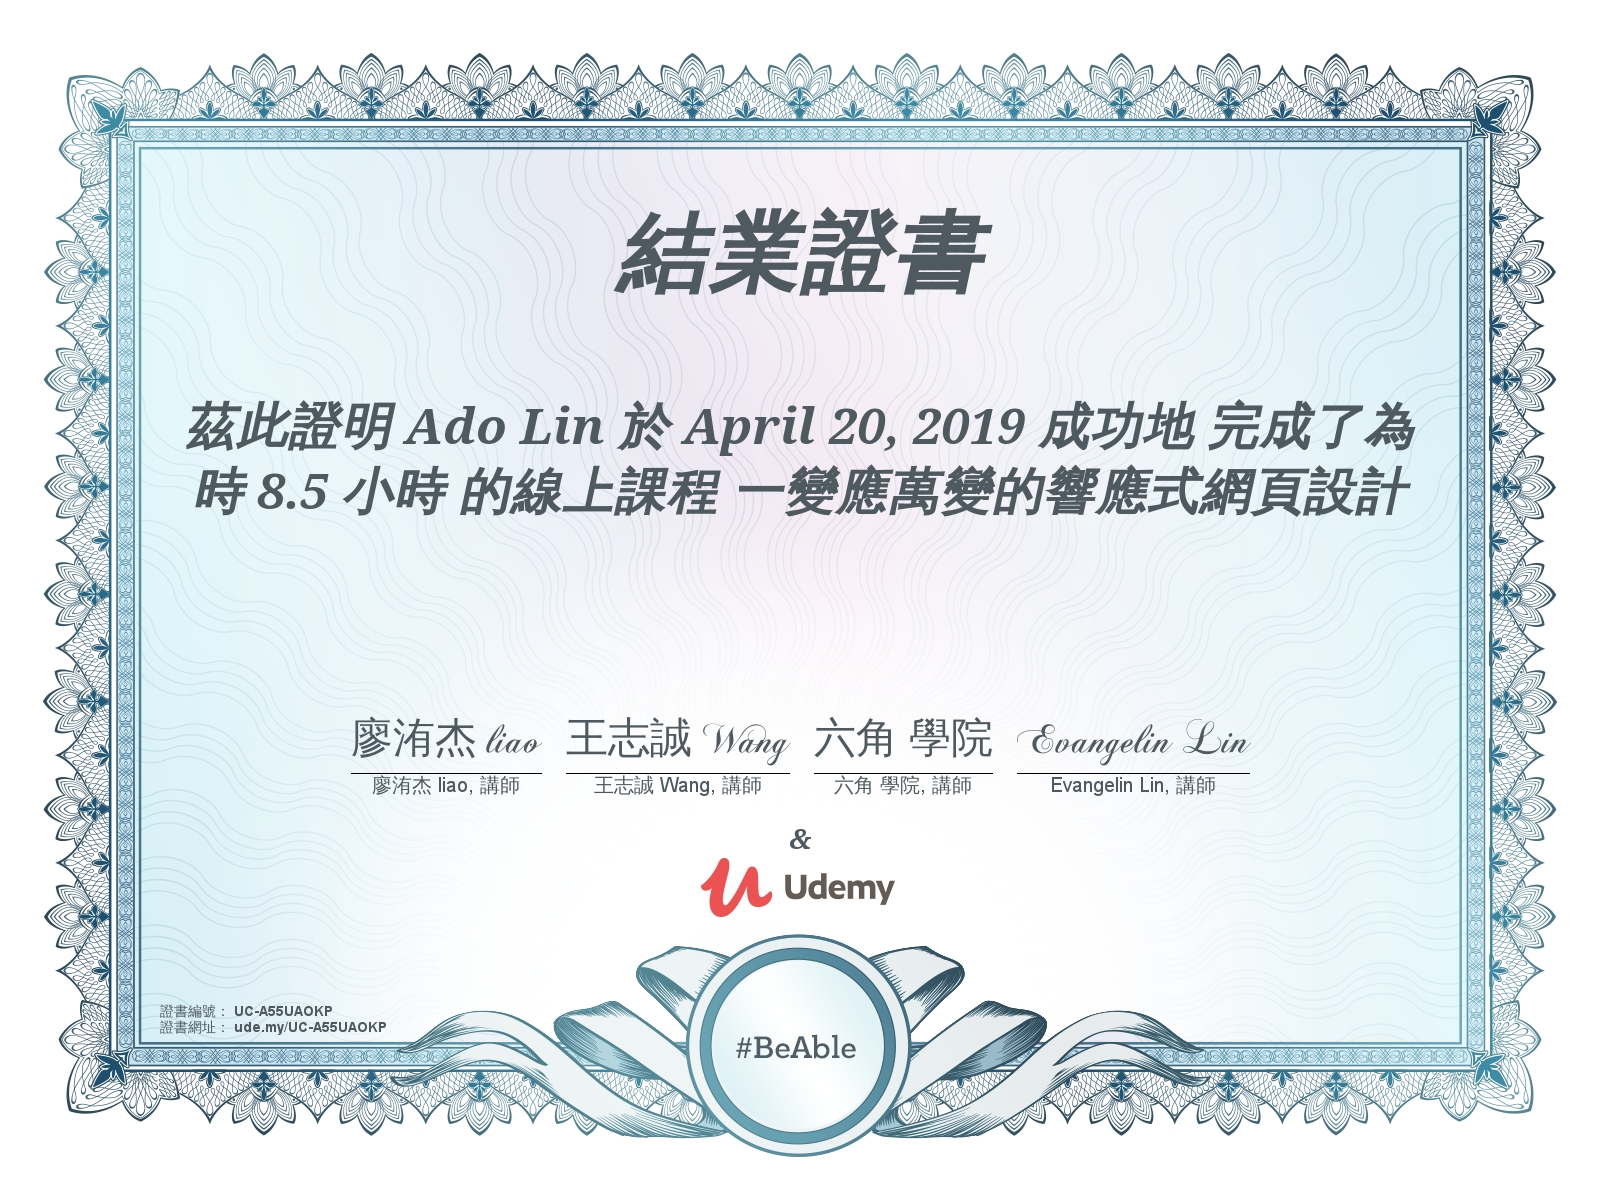 結業證書
茲此證明 Ado Lin 於 April 20, 2019 成功地 完成了為
時 8.5 小時 的線上課程 一變應萬變的響應式網頁設計
廖洧杰 liao 王志誠 Wang 六角 學院 Evangelin Lin
廖洧杰 liao, 講師 王志誠 Wang, 講師 六角 學院, 講師 Evangelin Lin, 講師
&
Udemy
證書編號： UC-A55UAOKP
證書網址： ude.my/UC-A55UAOKP
#BeAble